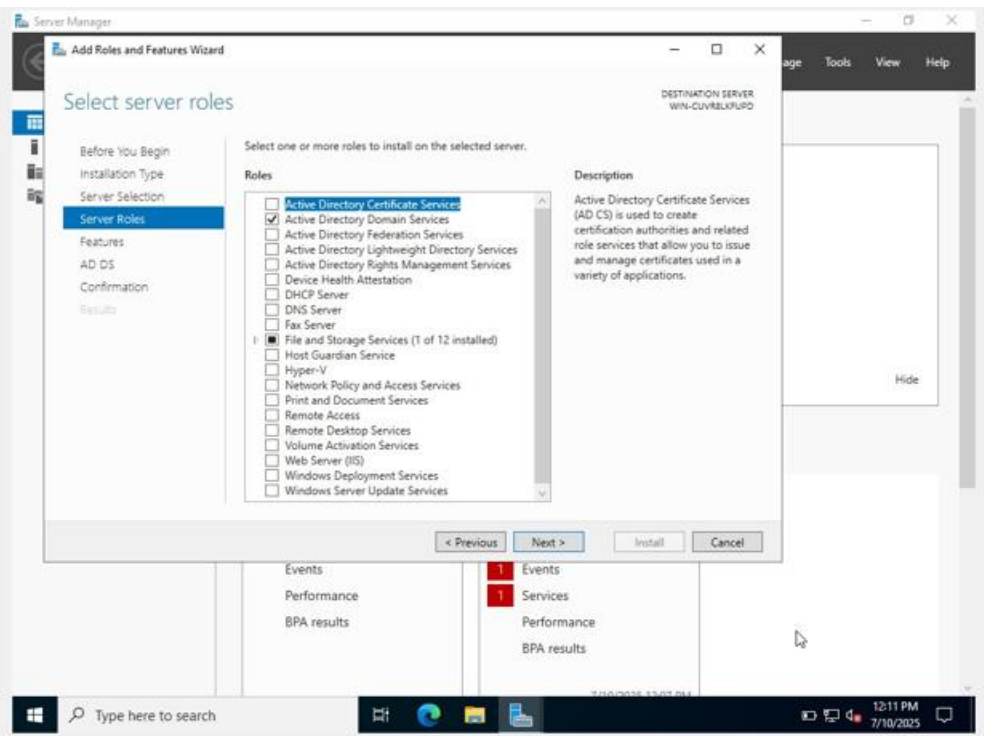 Server Manager
Add Roles and Features Wizard
age Tools View Help
Select server roles
DESTINATION SERVER
Before You Begin
Installation Type
Server Selection
Server Roles
Features
AD DS
Confirmation
Results
Select one or more roles to install on the selected server.
Roles
Active Directory Certificate Services
Active Directory Domain Services
Active Directory Federation Services
Active Directory Lightweight Directory Services
Active Directory Rights Management Services
Device Health Attestation
DHCP Server
DNS Server
Fax Server
File and Storage Services (1 of 12 installed)
Host Guardian Service
Hyper-V
Network Policy and Access Services
Print and Document Services
Remote Access
Remote Desktop Services
Volume Activation Services
Web Server (IIS)
Windows Deployment Services
Windows Server Update Services
Description
Active Directory Certificate Services
(AD CS) is used to create
certification authorities and related
role services that allow you to issue
and manage certificates used in a
variety of applications.
Hide
< Previous Next > Install Cancel
Events
Performance
BPA results
1 Events
1 Services
Performance
BPA results
Type here to search
12:11 PM
7/10/2025